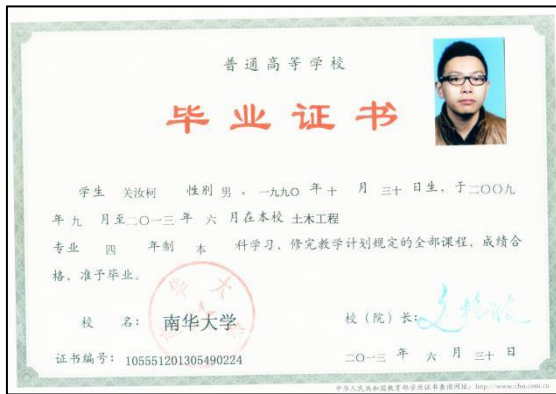 普通高等学校
毕业证书
学生 关汝柯 性别 男 ，一九九〇 年 十 月 三十 日生，于二〇〇九
年 九 月至二〇一三 年 六 月在本校 土木工程
专业 四 年制 本 科学习，修完教学计划规定的全部课程，成绩合
格，准予毕业。
校 名： 南华大学
校（院）长：
证书编号： 105551201305490224
二〇一三 年 六 月 三十 日
中华人民共和国教育部学历证书查询网址：http://www.chsi.com.cn